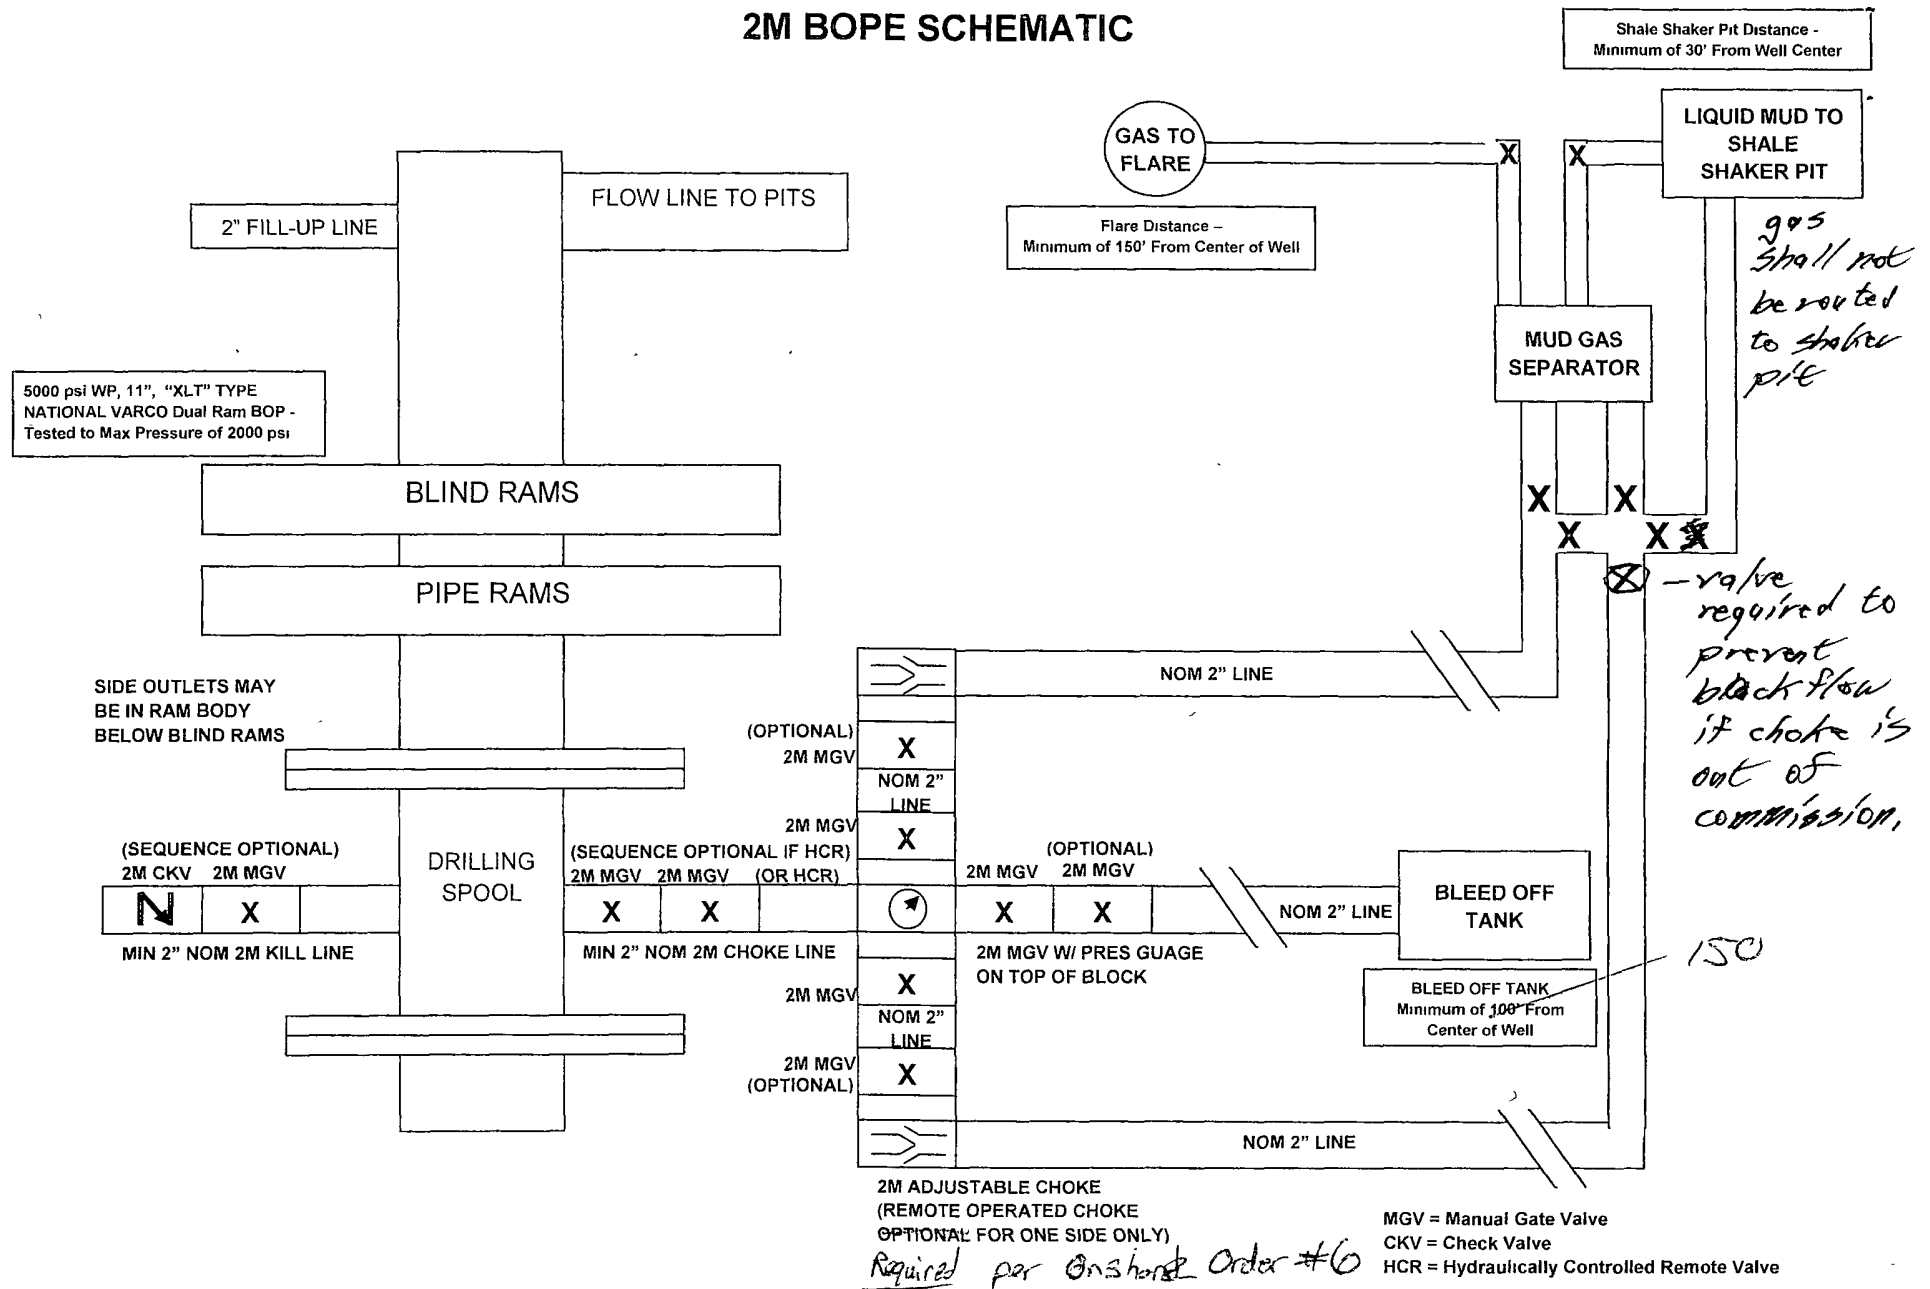 2M BOPE SCHEMATIC
Shale Shaker Pit Distance -
Minimum of 30' From Well Center
GAS TO
FLARE
X
X
LIQUID MUD TO
SHALE
SHAKER PIT
FLOW LINE TO PITS
2" FILL-UP LINE
Flare Distance –
Minimum of 150' From Center of Well
gas
shall not
be routed
to shaker
pit
MUD GAS
SEPARATOR
5000 psi WP, 11", "XLT" TYPE
NATIONAL VARCO Dual Ram BOP -
Tested to Max Pressure of 2000 psi
BLIND RAMS
X
X
X
X
X
PIPE RAMS
X
- valve
required to
prevent
back flow
if choke is
out of
commission.
SIDE OUTLETS MAY
BE IN RAM BODY
BELOW BLIND RAMS
NOM 2" LINE
(OPTIONAL)
2M MGV
X
NOM 2"
LINE
2M MGV
X
(SEQUENCE OPTIONAL)
2M CKV 2M MGV
N
X
MIN 2" NOM 2M KILL LINE
DRILLING
SPOOL
(SEQUENCE OPTIONAL IF HCR)
2M MGV 2M MGV (OR HCR)
X
X
MIN 2" NOM 2M CHOKE LINE
(OPTIONAL)
2M MGV 2M MGV
X
X
NOM 2" LINE
2M MGV W/ PRES GUAGE
ON TOP OF BLOCK
BLEED OFF
TANK
150
BLEED OFF TANK
Minimum of 100' From
Center of Well
2M MGV
X
NOM 2"
LINE
2M MGV
(OPTIONAL)
X
NOM 2" LINE
2M ADJUSTABLE CHOKE
(REMOTE OPERATED CHOKE
OPTIONAL FOR ONE SIDE ONLY)
Required per Onshore Order #6
MGV = Manual Gate Valve
CKV = Check Valve
HCR = Hydraulically Controlled Remote Valve